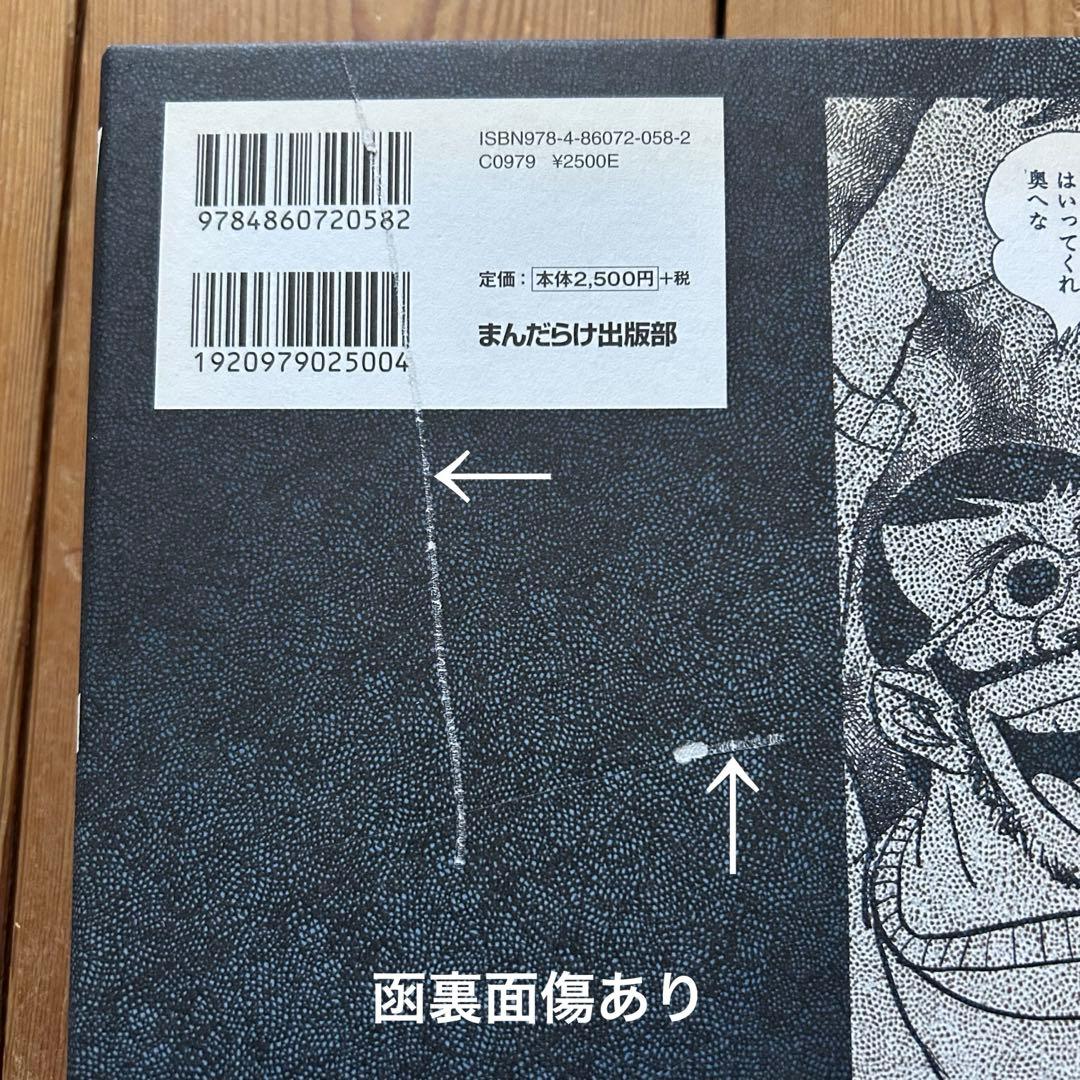 ISBN978-4-86072-058-2
C0979 ¥2500E
9784860720582
定価：本体2,500円+税
まんだらけ出版部
1920979025004
はいってくれ
奥へな
函裏面傷あり